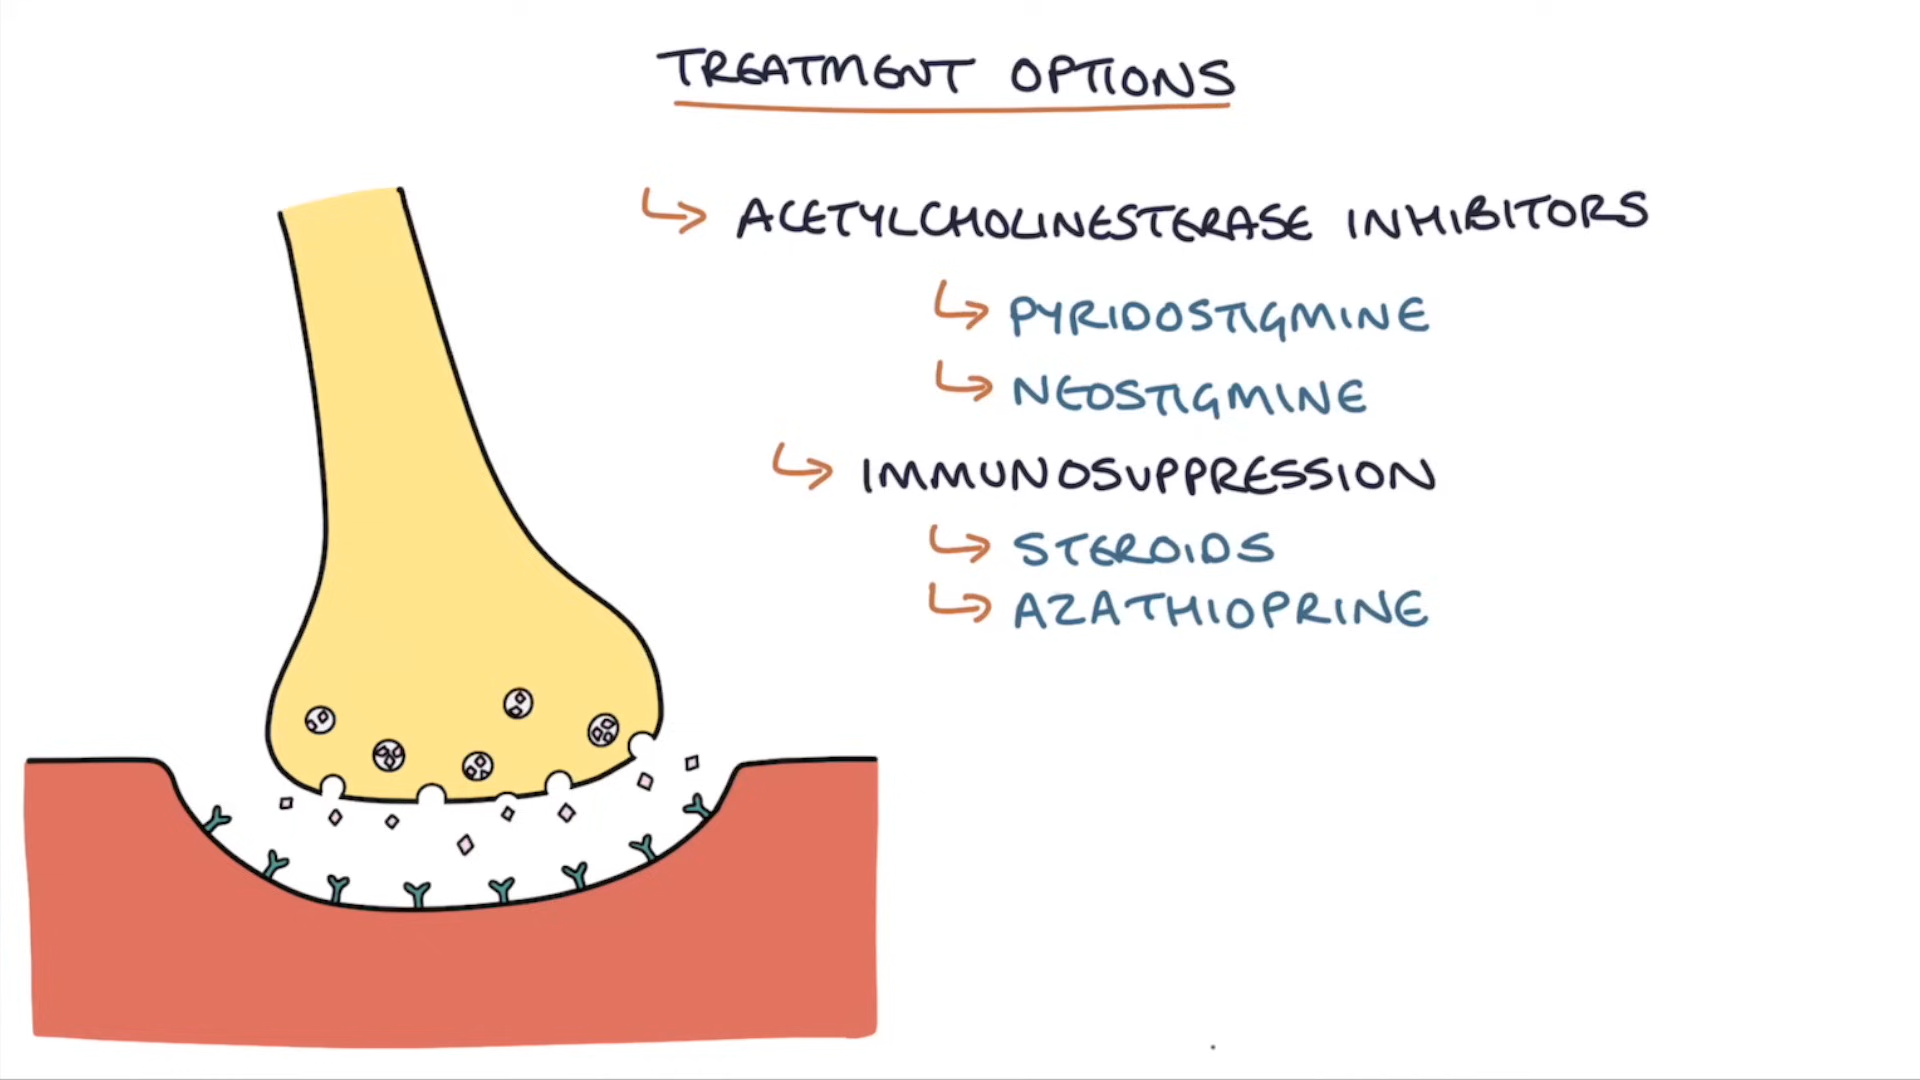 TREATMENT OPTIONS
ACETYLCHOLINESTERASE INHIBITORS
PYRIDOSTIGMINE
NEOSTIGMINE
IMMUNOSUPPRESSION
STEROIDS
AZATHIOPRINE